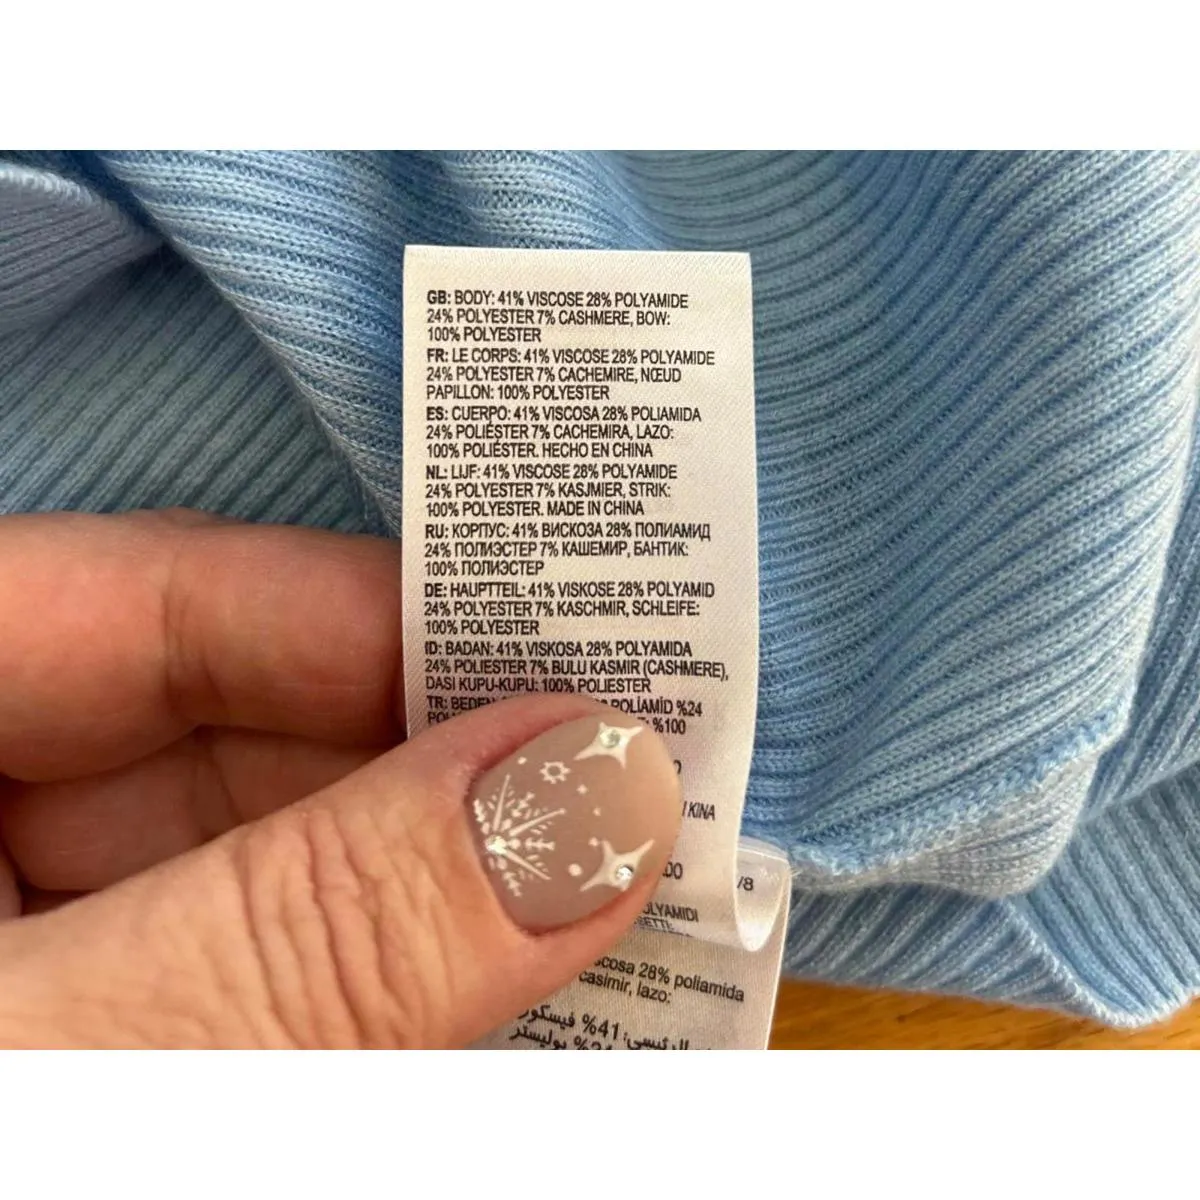 GB: BODY: 41% VISCOSE 28% POLYAMIDE
24% POLYESTER 7% CASHMERE, BOW:
100% POLYESTER
FR: LE CORPS: 41% VISCOSE 28% POLYAMIDE
24% POLYESTER 7% CACHEMIRE, NŒUD
PAPILLON: 100% POLYESTER
ES: CUERPO: 41% VISCOSA 28% POLIAMIDA
24% POLIÉSTER 7% CACHEMIRA, LAZO:
100% POLIÉSTER. HECHO EN CHINA
NL: LIJF: 41% VISCOSE 28% POLYAMIDE
24% POLYESTER 7% KASJMIER, STRIK:
100% POLYESTER. MADE IN CHINA
RU: КОРПУС: 41% ВИСКОЗА 28% ПОЛИАМИД
24% ПОЛИЭСТЕР 7% КАШЕМИР, БАНТИК:
100% ПОЛИЭСТЕР
DE: HAUPTTEIL: 41% VISKOSE 28% POLYAMID
24% POLYESTER 7% KASCHMIR, SCHLEIFE:
100% POLYESTER
ID: BADAN: 41% VISKOSA 28% POLYAMIDA
24% POLIESTER 7% BULU KASMIR (CASHMERE),
DASI KUPU-KUPU: 100% POLIESTER
TR: BEDEN POLİAMİD %24
%100
KINA
/8
28% poliamida
casimir, lazo:
%41